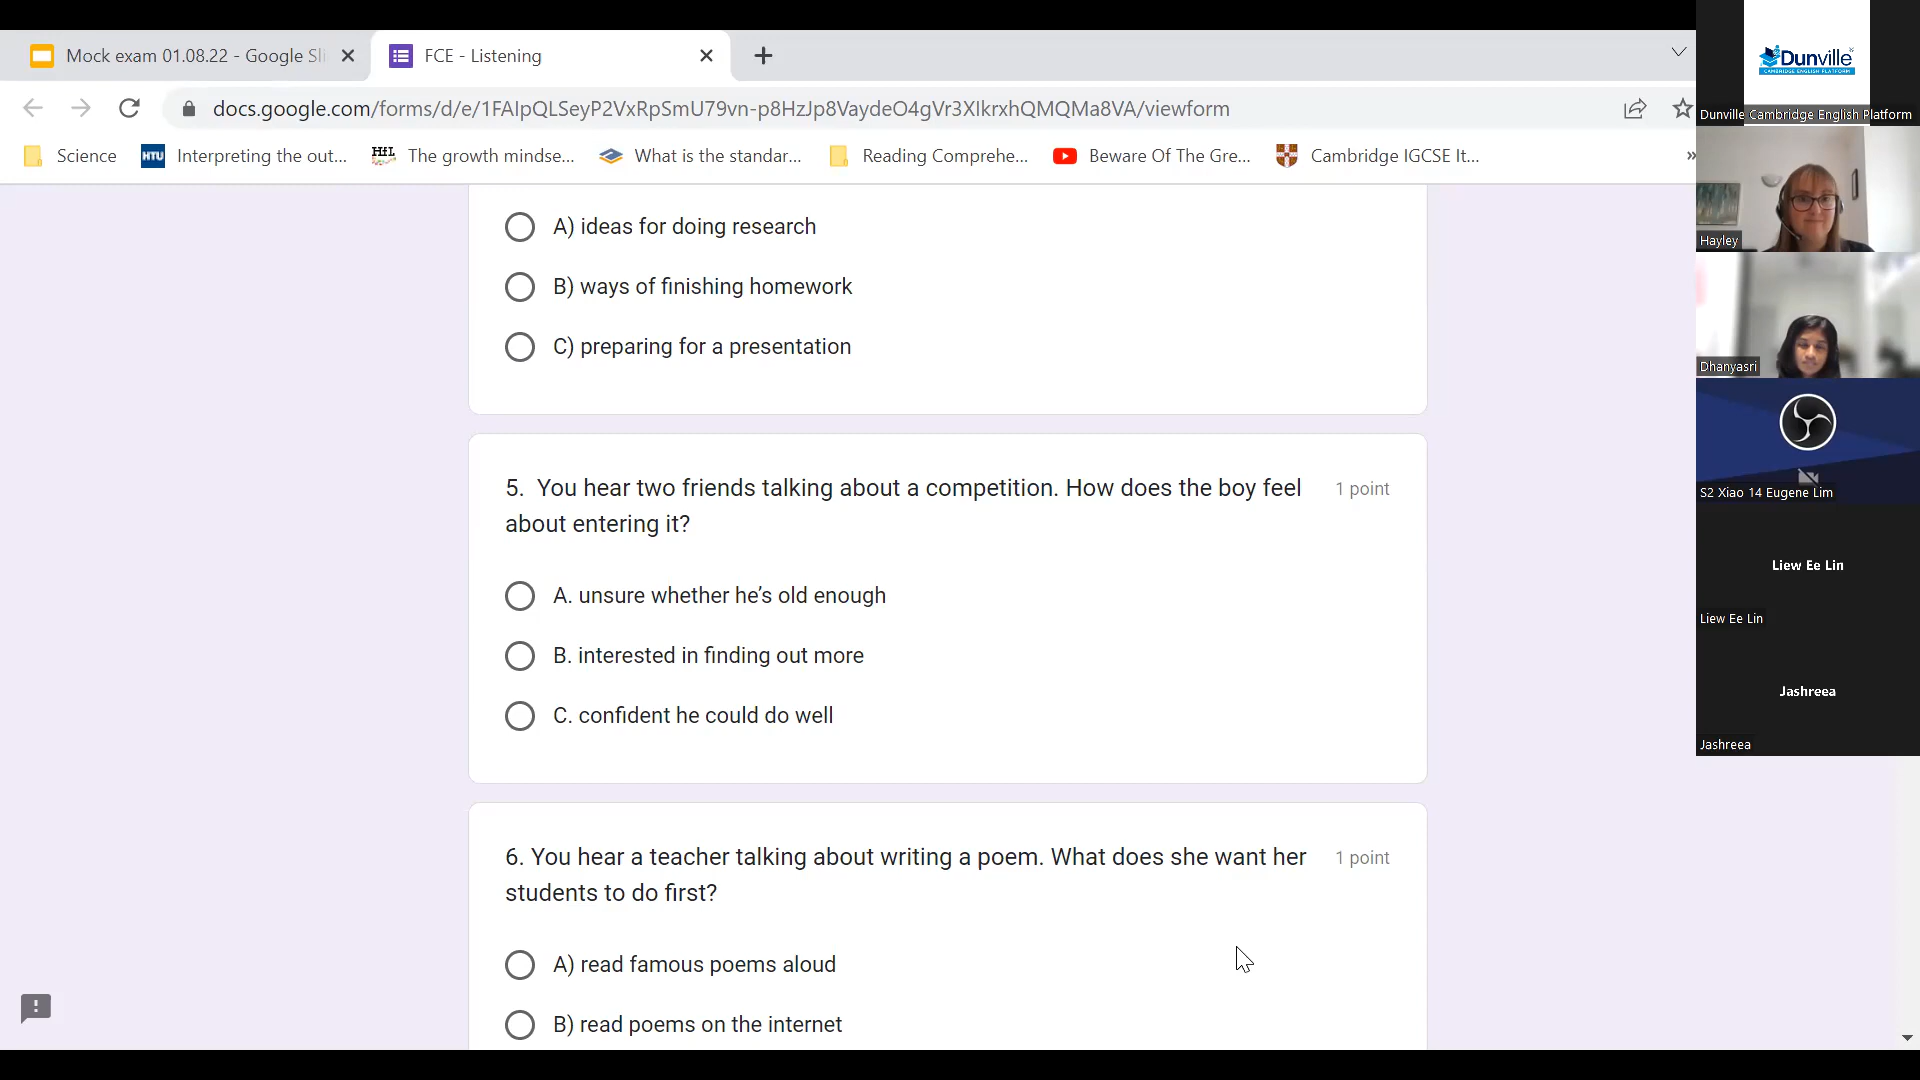 Mock exam 01.08.22 - Google Sli
FCE - Listening
docs.google.com/forms/d/e/1FAIpQLSeyP2VxRpSmU79vn-p8HzJp8VaydeO4gVr3XIkrxhQMQMa8VA/viewform
Science
HTU
Interpreting the out...
The growth mindse...
What is the standar...
Reading Comprehe...
Beware Of The Gre...
Cambridge IGCSE It...
»
A) ideas for doing research
B) ways of finishing homework
C) preparing for a presentation
5. You hear two friends talking about a competition. How does the boy feel
about entering it?
1 point
A. unsure whether he's old enough
B. interested in finding out more
C. confident he could do well
6. You hear a teacher talking about writing a poem. What does she want her
students to do first?
1 point
A) read famous poems aloud
B) read poems on the internet
Dunville
CAMBRIDGE ENGLISH PLATFORM
Dunville Cambridge English Platform
Hayley
Dhanyasri
S2 Xiao 14 Eugene Lim
Liew Ee Lin
Liew Ee Lin
Jashreea
Jashreea